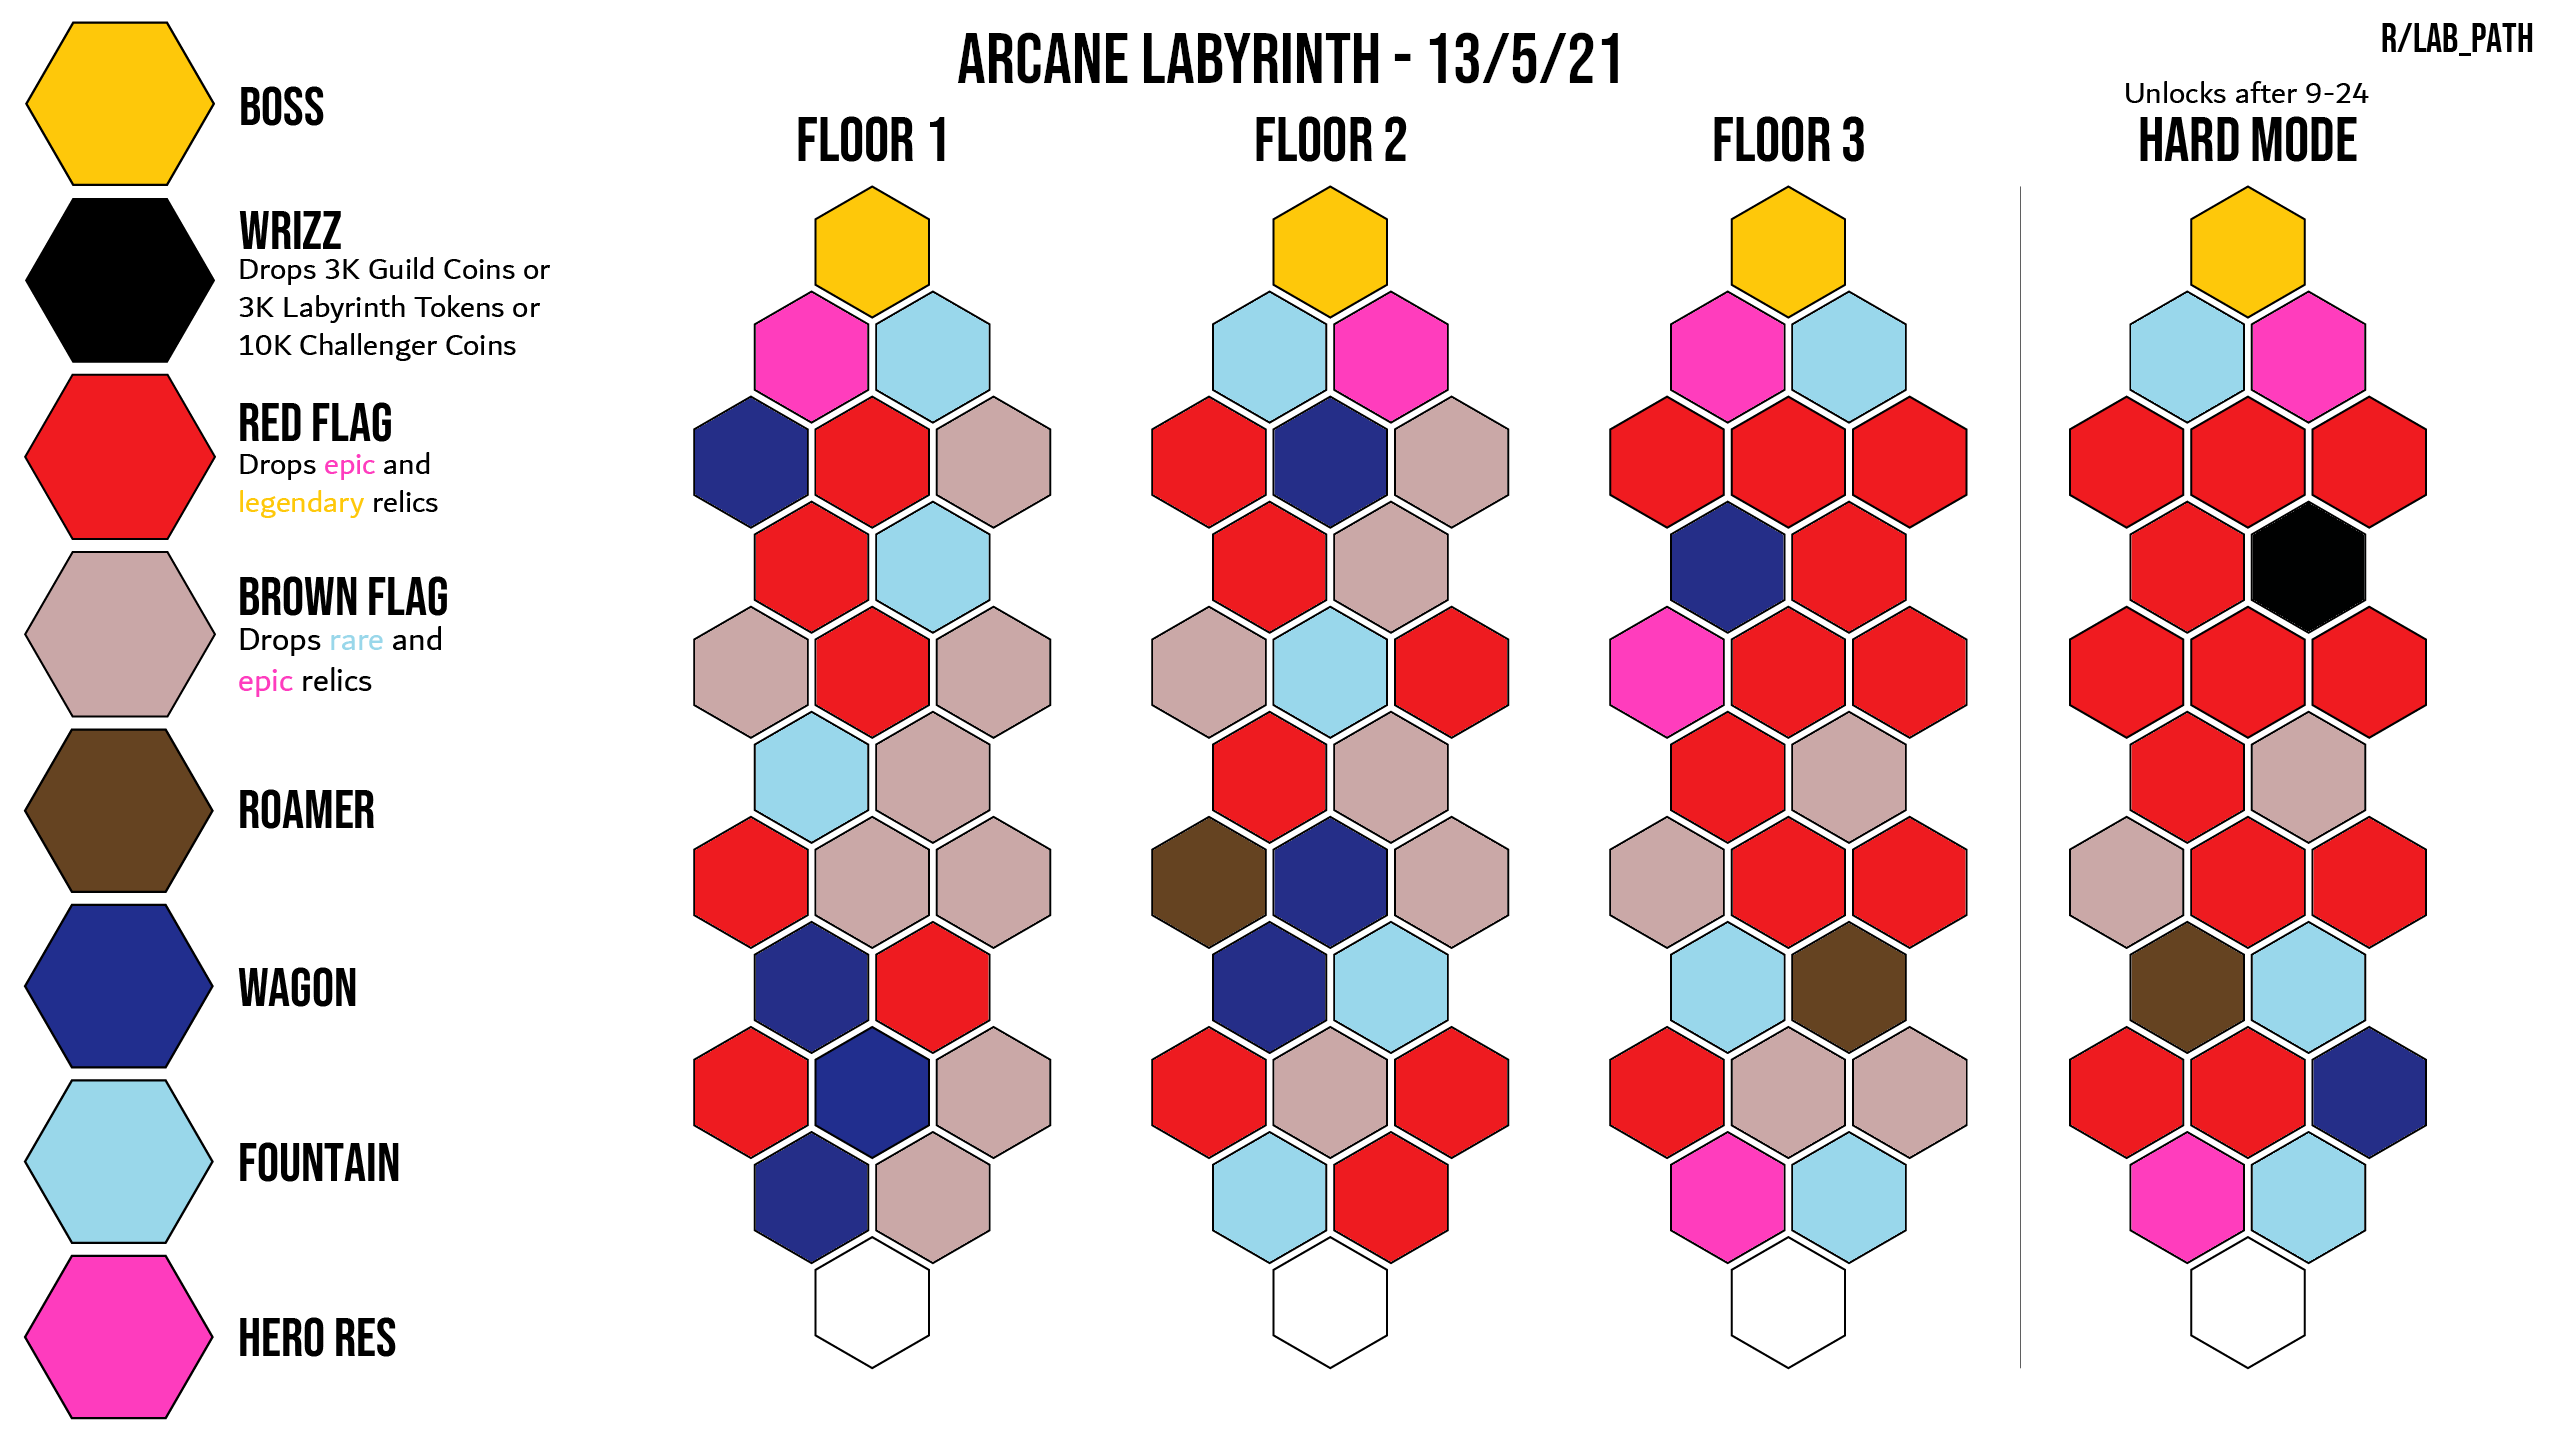 ARCANE LABYRINTH - 13/5/21
R/LAB_PATH
BOSS
WRIZZ
Drops 3K Guild Coins or
3K Labyrinth Tokens or
10K Challenger Coins
RED FLAG
Drops epic and
legendary relics
BROWN FLAG
Drops rare and
epic relics
ROAMER
WAGON
FOUNTAIN
HERO RES
FLOOR 1
FLOOR 2
FLOOR 3
Unlocks after 9-24
HARD MODE